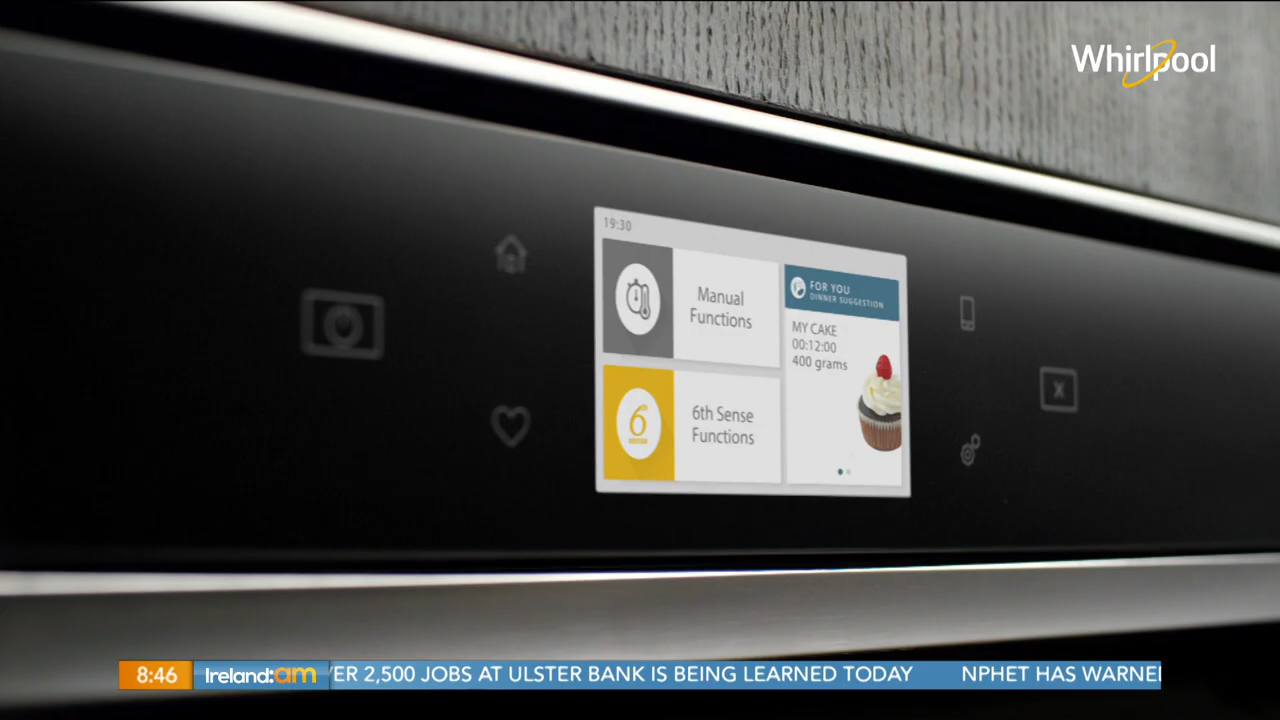 Whirlpool
19:30
Manual
Functions
FOR YOU
DINNER SUGGESTION
MY CAKE
00:12:00
400 grams
6
6th Sense
Functions
8:46 Ireland:am ER 2,500 JOBS AT ULSTER BANK IS BEING LEARNED TODAY NPHET HAS WARNE